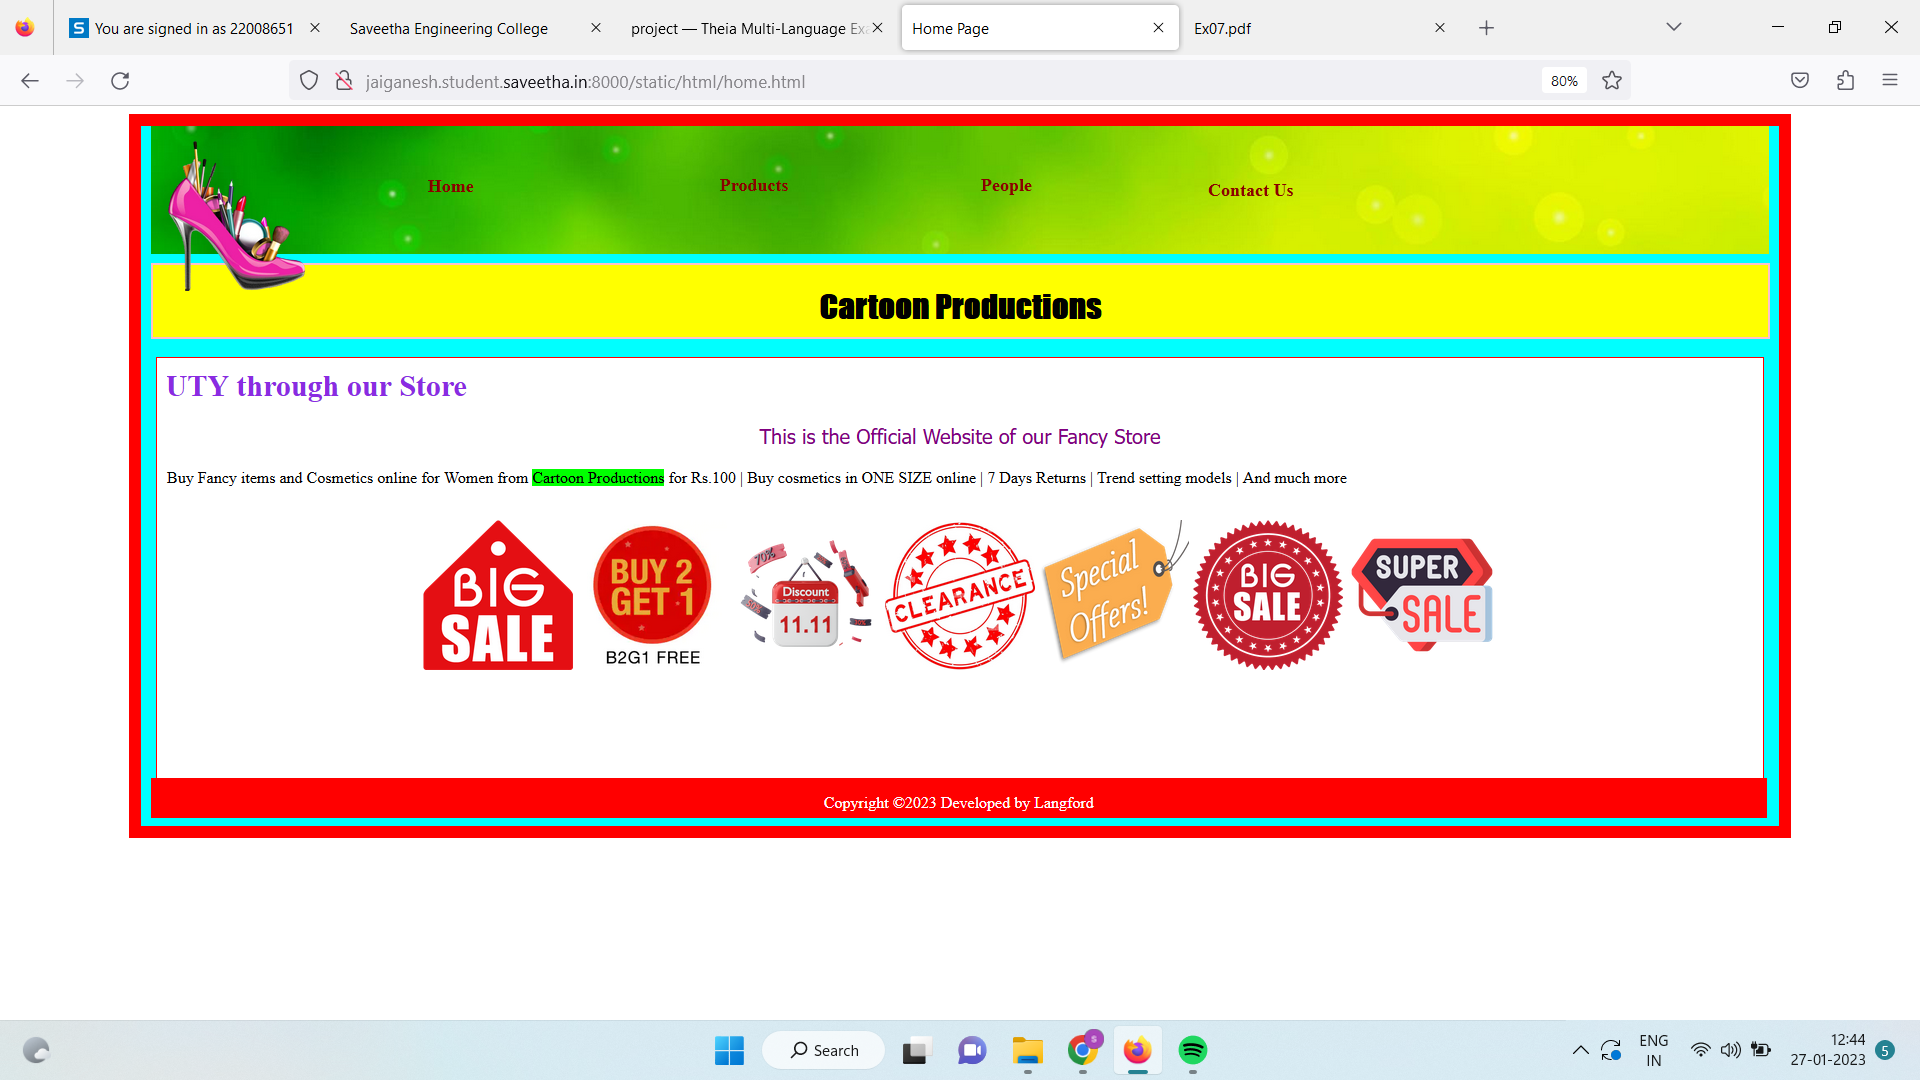 S You are signed in as 22008651
Saveetha Engineering College
project — Theia Multi-Language Exa
Home Page
Ex07.pdf
jaiganesh.student.saveetha.in:8000/static/html/home.html
80%
Home
Products
People
Contact Us
Cartoon Productions
UTY through our Store
This is the Official Website of our Fancy Store
Buy Fancy items and Cosmetics online for Women from Cartoon Productions for Rs.100 | Buy cosmetics in ONE SIZE online | 7 Days Returns | Trend setting models | And much more
BIG
SALE
BUY 2
GET 1
B2G1 FREE
70%
50%
Discount
11.11
CLEARANCE
Special
Offers!
BIG
SALE
SUPER
SALE
Copyright ©2023 Developed by Langford
Search
S
ENG
IN
12:44
27-01-2023
5